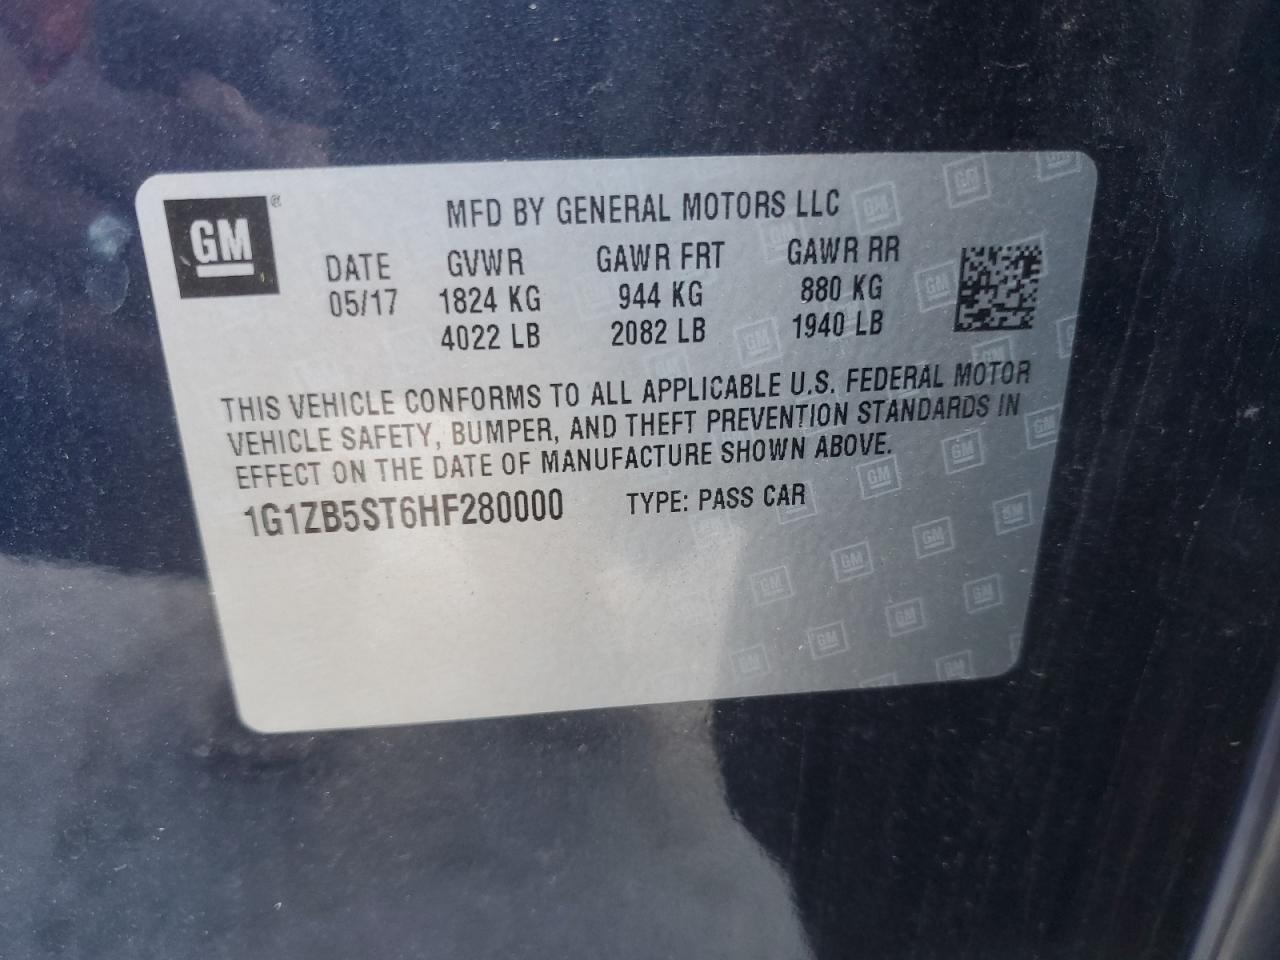 GM®
MFD BY GENERAL MOTORS LLC
DATE GVWR GAWR FRT GAWR RR
05/17 1824 KG 944 KG 880 KG
4022 LB 2082 LB 1940 LB
THIS VEHICLE CONFORMS TO ALL APPLICABLE U.S. FEDERAL MOTOR
VEHICLE SAFETY, BUMPER, AND THEFT PREVENTION STANDARDS IN
EFFECT ON THE DATE OF MANUFACTURE SHOWN ABOVE.
1G1ZB5ST6HF280000 TYPE: PASS CAR